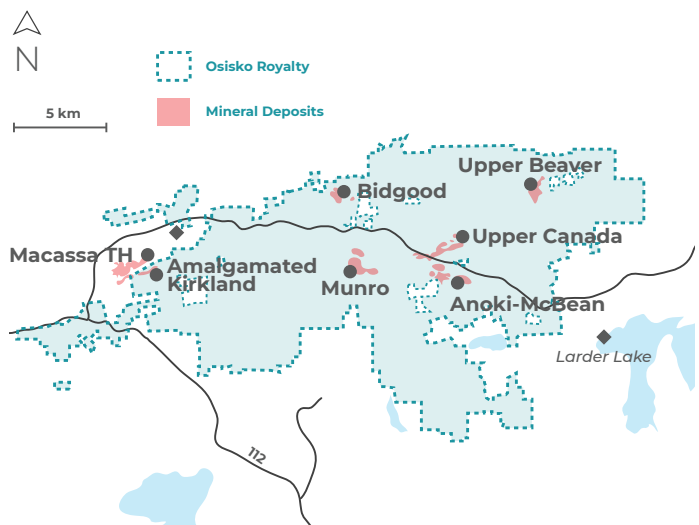 N
Osisko Royalty
5 km
Mineral Deposits
Upper Beaver
Bidgood
Upper Canada
Macassa TH
Amalgamated
Kirkland
Munro
Anoki-McBean
Larder Lake
112